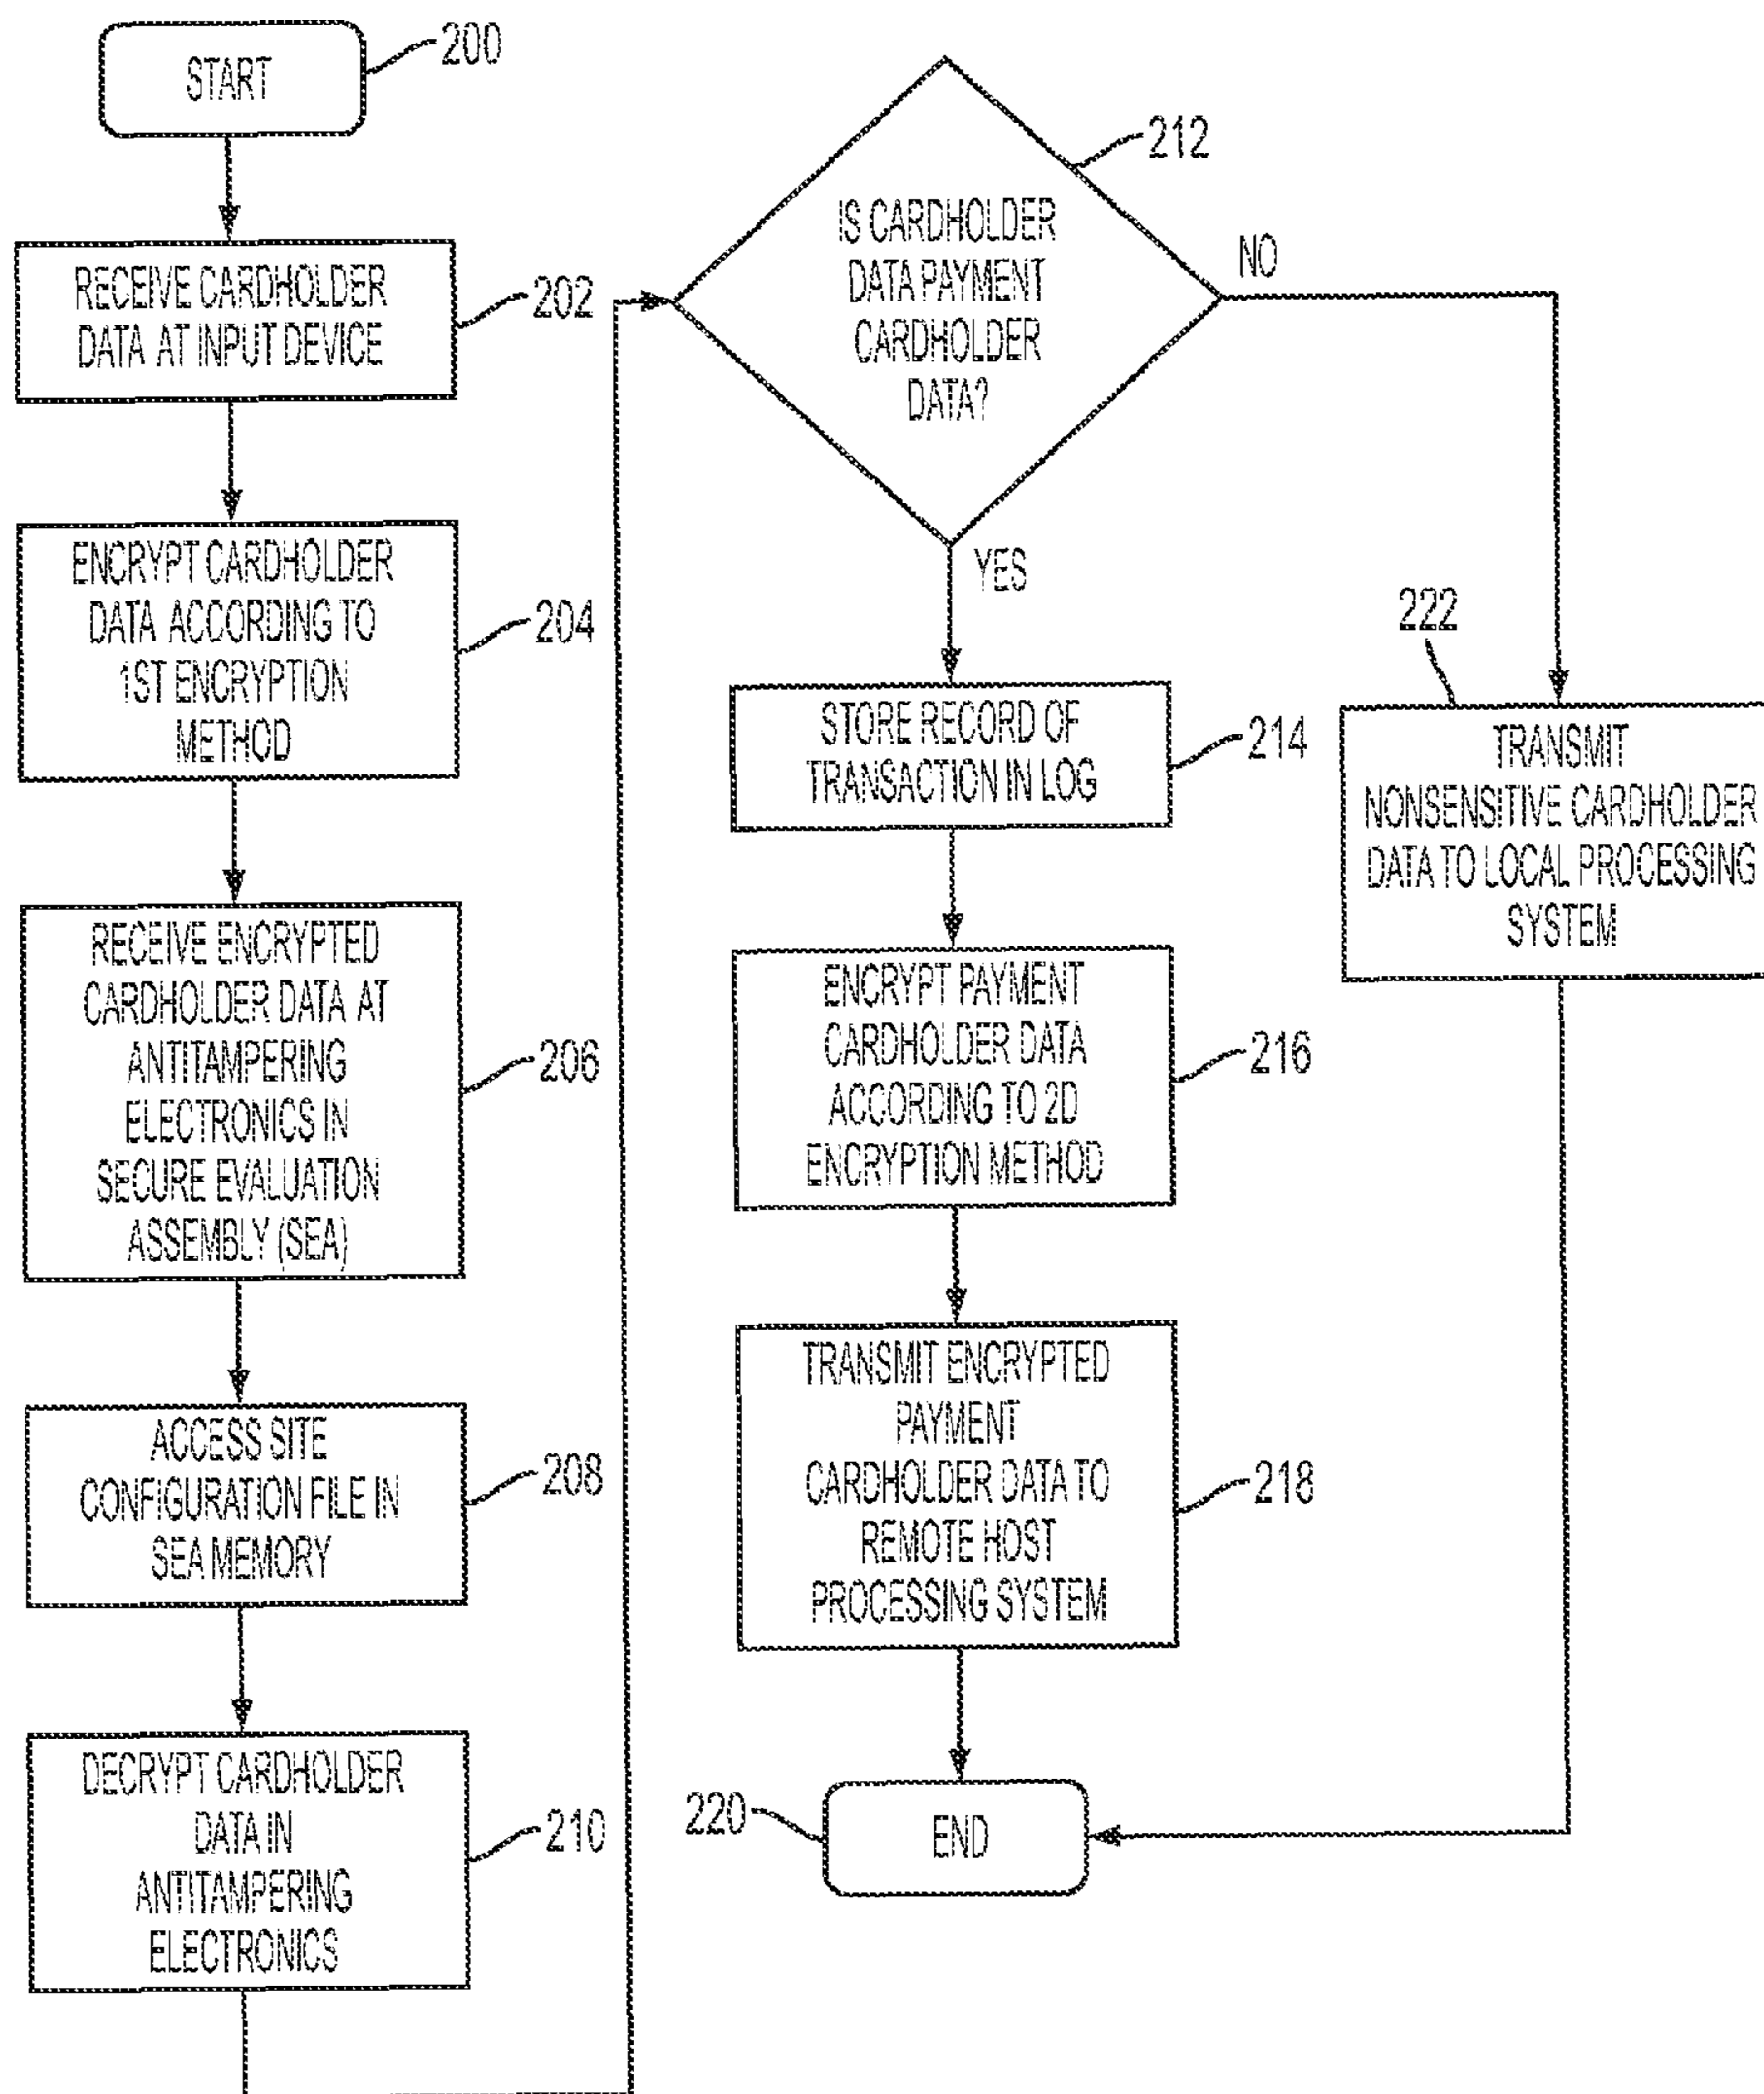 START
200
RECEIVE CARDHOLDER
DATA AT INPUT DEVICE
202
ENCRYPT CARDHOLDER
DATA ACCORDING TO
1ST ENCRYPTION
METHOD
204
RECEIVE ENCRYPTED
CARDHOLDER DATA AT
ANTITAMPERING
ELECTRONICS IN
SECURE EVALUATION
ASSEMBLY (SEA)
206
ACCESS SITE
CONFIGURATION FILE IN
SEA MEMORY
208
DECRYPT CARDHOLDER
DATA IN
ANTITAMPERING
ELECTRONICS
210
IS CARDHOLDER
DATA PAYMENT
CARDHOLDER
DATA?
212
NO
YES
STORE RECORD OF
TRANSACTION IN LOG
214
ENCRYPT PAYMENT
CARDHOLDER DATA
ACCORDING TO 2D
ENCRYPTION METHOD
216
TRANSMIT ENCRYPTED
PAYMENT
CARDHOLDER DATA TO
REMOTE HOST
PROCESSING SYSTEM
218
END
220
222
TRANSMIT
NONSENSITIVE CARDHOLDER
DATA TO LOCAL PROCESSING
SYSTEM